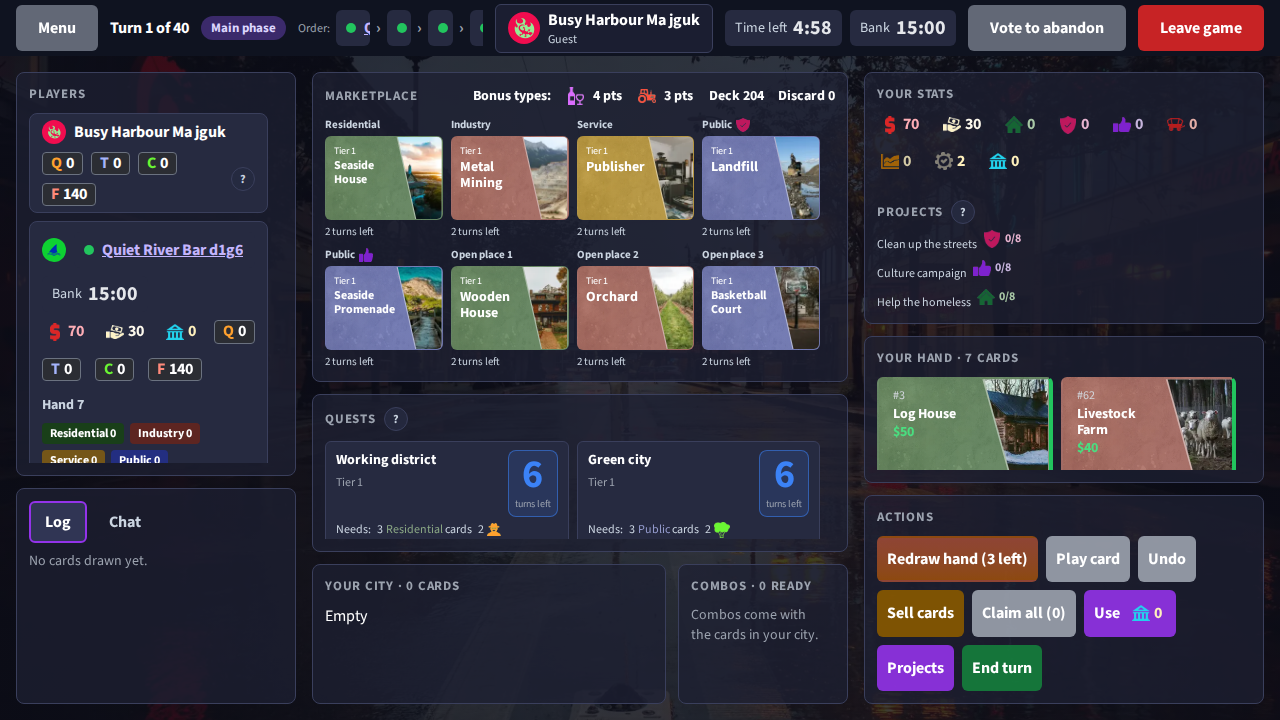 Menu
Turn 1 of 40
Main phase
Order:
Busy Harbour Ma jguk
Guest
Time left 4:58
Bank 15:00
Vote to abandon
Leave game
PLAYERS
Busy Harbour Ma jguk
Q 0
T 0
C 0
F 140
?
Quiet River Bar d1g6
Bank 15:00
70
30
0
Q 0
T 0
C 0
F 140
Hand 7
Residential 0
Industry 0
Service 0
Public 0
Log
Chat
No cards drawn yet.
MARKETPLACE
Bonus types:
4 pts
3 pts
Deck 204
Discard 0
Residential
Industry
Service
Public
Tier 1
Seaside House
Tier 1
Metal Mining
Tier 1
Publisher
Tier 1
Landfill
2 turns left
2 turns left
2 turns left
2 turns left
Public
Open place 1
Open place 2
Open place 3
Tier 1
Seaside Promenade
Tier 1
Wooden House
Tier 1
Orchard
Tier 1
Basketball Court
2 turns left
2 turns left
2 turns left
2 turns left
QUESTS
?
Working district
Tier 1
6
turns left
Needs: 3 Residential cards 2
Green city
Tier 1
6
turns left
Needs: 3 Public cards 2
YOUR CITY · 0 CARDS
Empty
COMBOS · 0 READY
Combos come with
the cards in your city.
YOUR STATS
70
30
0
0
0
0
0
2
0
PROJECTS
?
Clean up the streets 0/8
Culture campaign 0/8
Help the homeless 0/8
YOUR HAND · 7 CARDS
#3
Log House
$50
#62
Livestock
Farm
$40
ACTIONS
Redraw hand (3 left)
Play card
Undo
Sell cards
Claim all (0)
Use 0
Projects
End turn